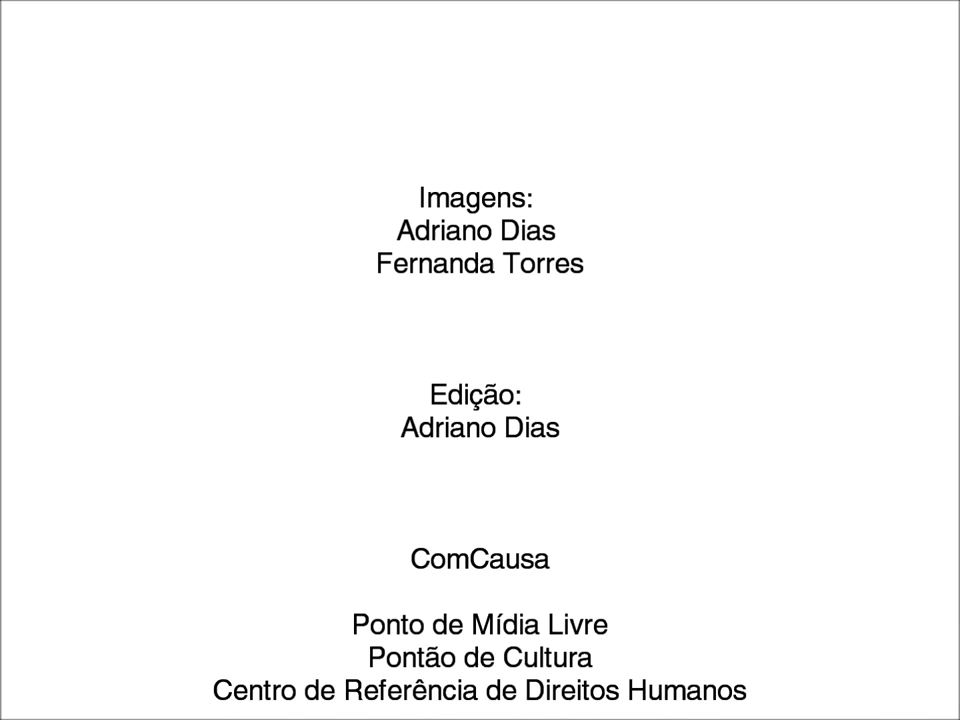 Imagens:
Adriano Dias
Fernanda Torres
Edição:
Adriano Dias
ComCausa
Ponto de Mídia Livre
Pontão de Cultura
Centro de Referência de Direitos Humanos